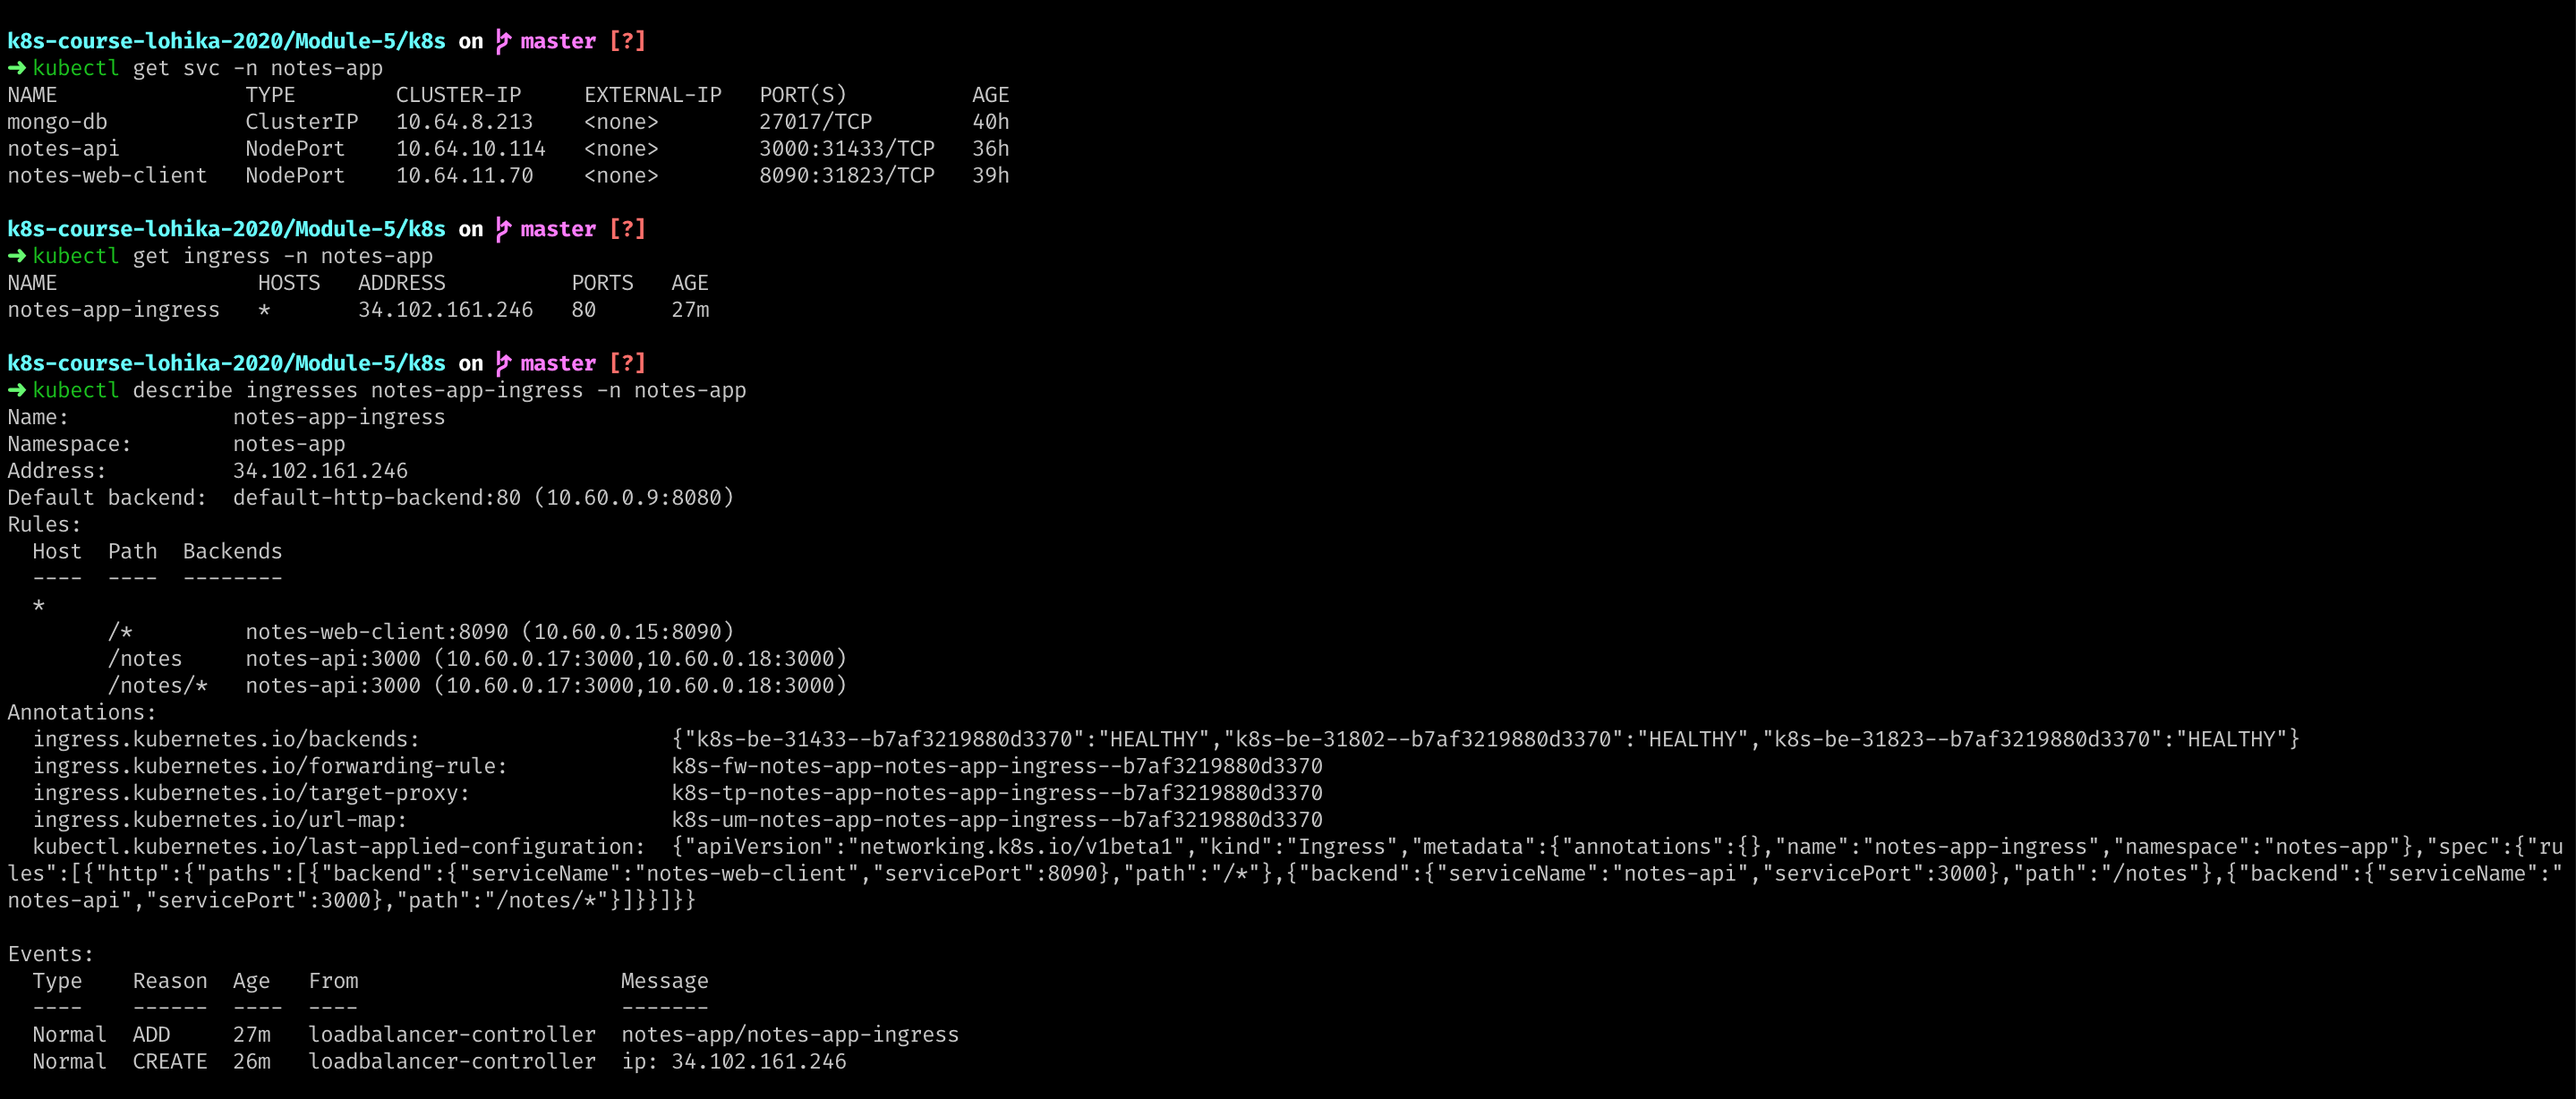 k8s-course-lohika-2020/Module-5/k8s on master [?]
➜ kubectl get svc -n notes-app
NAME TYPE CLUSTER-IP EXTERNAL-IP PORT(S) AGE
mongo-db ClusterIP 10.64.8.213 <none> 27017/TCP 40h
notes-api NodePort 10.64.10.114 <none> 3000:31433/TCP 36h
notes-web-client NodePort 10.64.11.70 <none> 8090:31823/TCP 39h
k8s-course-lohika-2020/Module-5/k8s on master [?]
➜ kubectl get ingress -n notes-app
NAME HOSTS ADDRESS PORTS AGE
notes-app-ingress * 34.102.161.246 80 27m
k8s-course-lohika-2020/Module-5/k8s on master [?]
➜ kubectl describe ingresses notes-app-ingress -n notes-app
Name: notes-app-ingress
Namespace: notes-app
Address: 34.102.161.246
Default backend: default-http-backend:80 (10.60.0.9:8080)
Rules:
Host Path Backends
---- ---- --------
*
/* notes-web-client:8090 (10.60.0.15:8090)
/notes notes-api:3000 (10.60.0.17:3000,10.60.0.18:3000)
/notes/* notes-api:3000 (10.60.0.17:3000,10.60.0.18:3000)
Annotations:
ingress.kubernetes.io/backends: {"k8s-be-31433--b7af3219880d3370":"HEALTHY","k8s-be-31802--b7af3219880d3370":"HEALTHY","k8s-be-31823--b7af3219880d3370":"HEALTHY"}
ingress.kubernetes.io/forwarding-rule: k8s-fw-notes-app-notes-app-ingress--b7af3219880d3370
ingress.kubernetes.io/target-proxy: k8s-tp-notes-app-notes-app-ingress--b7af3219880d3370
ingress.kubernetes.io/url-map: k8s-um-notes-app-notes-app-ingress--b7af3219880d3370
kubectl.kubernetes.io/last-applied-configuration: {"apiVersion":"networking.k8s.io/v1beta1","kind":"Ingress","metadata":{"annotations":{},"name":"notes-app-ingress","namespace":"notes-app"},"spec":{"ru
les":[{"http":{"paths":[{"backend":{"serviceName":"notes-web-client","servicePort":8090},"path":"/*"},{"backend":{"serviceName":"notes-api","servicePort":3000},"path":"/notes"},{"backend":{"serviceName":"
notes-api","servicePort":3000},"path":"/notes/*"}]}}]}}
Events:
Type Reason Age From Message
---- ------ ---- ---- -------
Normal ADD 27m loadbalancer-controller notes-app/notes-app-ingress
Normal CREATE 26m loadbalancer-controller ip: 34.102.161.246